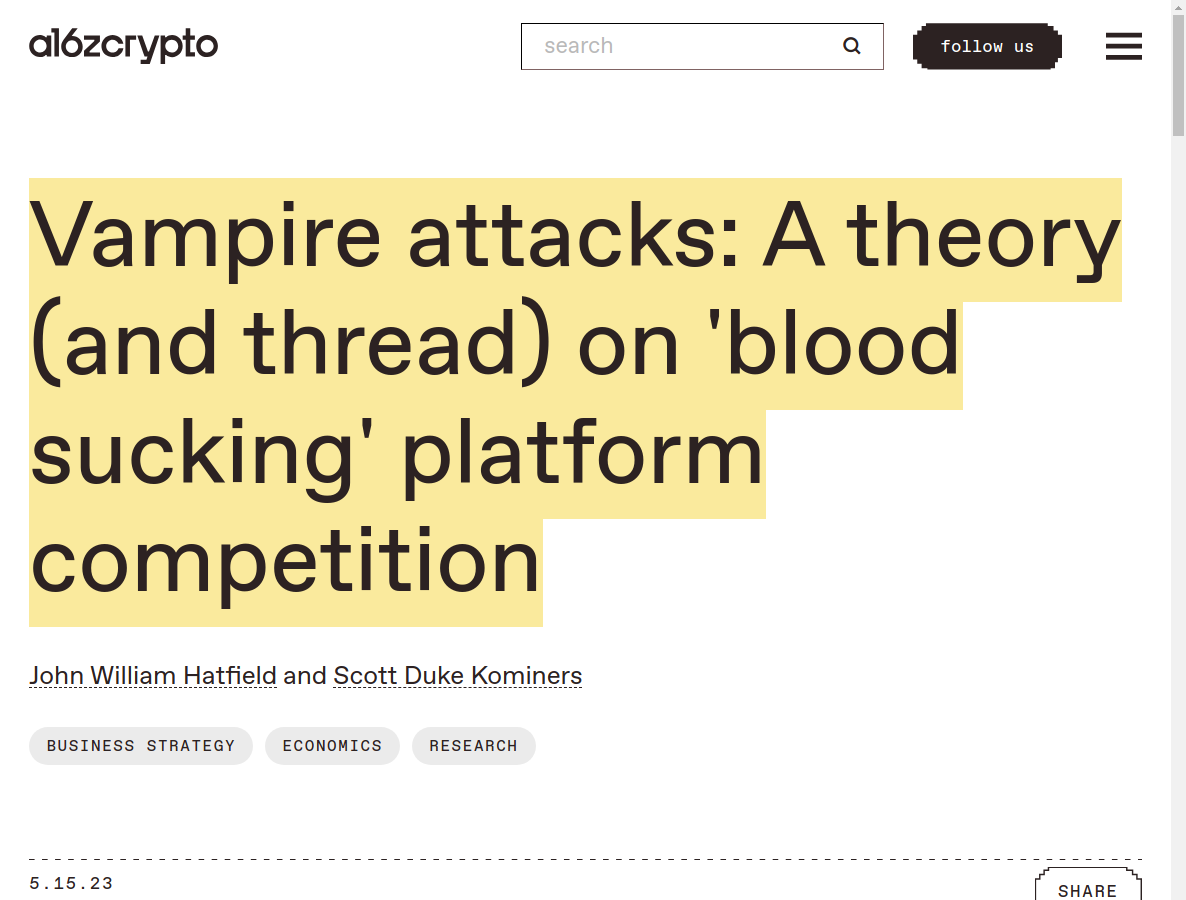 a16zcrypto
search
follow us
Vampire attacks: A theory
(and thread) on 'blood
sucking' platform
competition
John William Hatfield and Scott Duke Kominers
BUSINESS STRATEGY ECONOMICS RESEARCH
5.15.23
SHARE